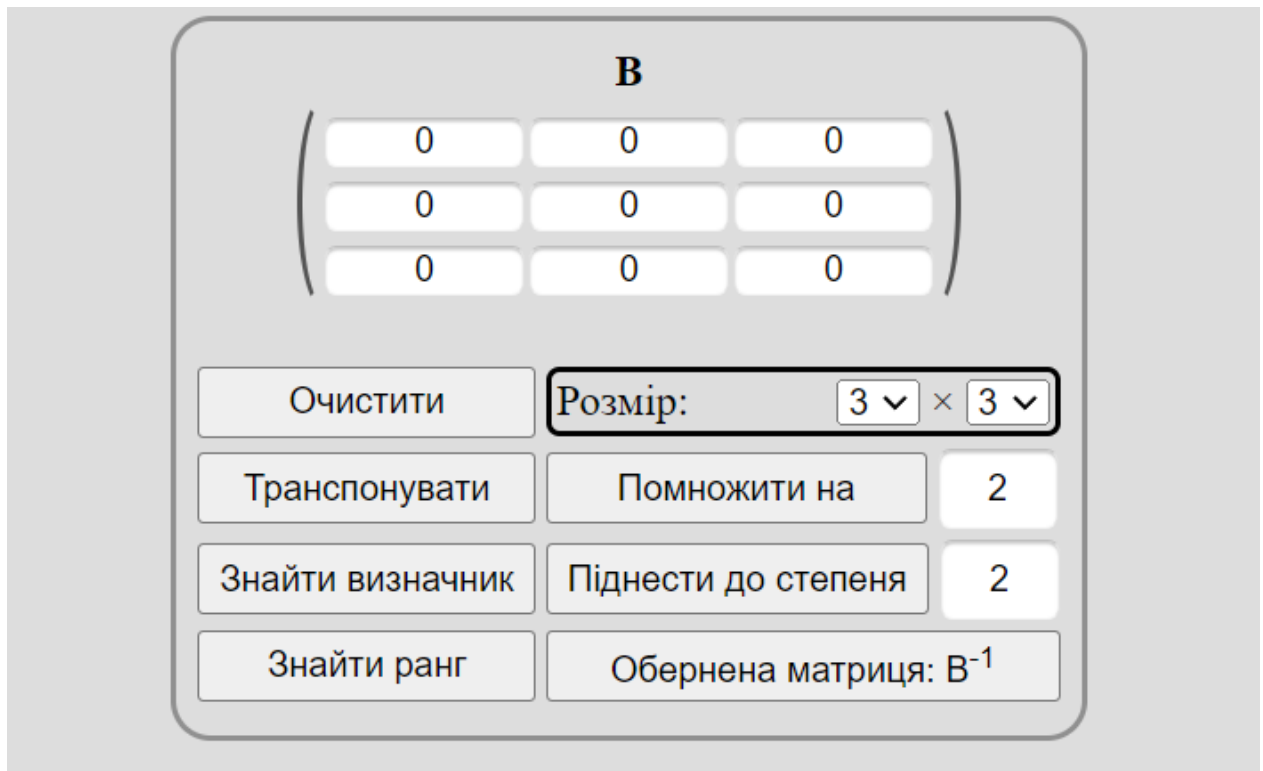 B
0 0 0
0 0 0
0 0 0
Очистити Розмір: 3 × 3
Транспонувати Помножити на 2
Знайти визначник Піднести до степеня 2
Знайти ранг Обернена матриця: B⁻¹